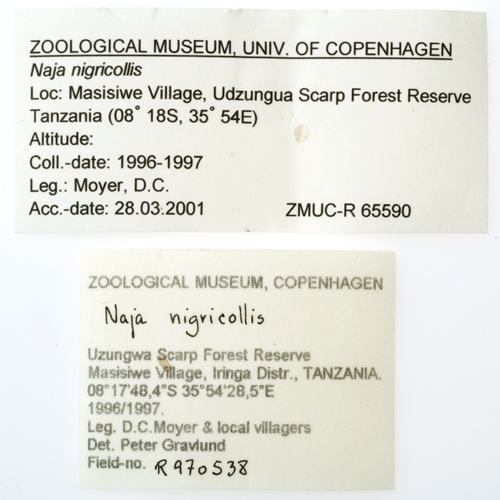 ZOOLOGICAL MUSEUM, UNIV. OF COPENHAGEN
Naja nigricollis
Loc: Masisiwe Village, Udzungua Scarp Forest Reserve
Tanzania (08° 18S, 35° 54E)
Altitude:
Coll.-date: 1996-1997
Leg.: Moyer, D.C.
Acc.-date: 28.03.2001 ZMUC-R 65590
ZOOLOGICAL MUSEUM, COPENHAGEN
Naja nigricollis
Uzungwa Scarp Forest Reserve
Masisiwe Village, Iringa Distr., TANZANIA.
08°17'48,4"S 35°54'28,5"E
1996/1997.
Leg. D.C.Moyer & local villagers
Det. Peter Gravlund
Field-no. R970538